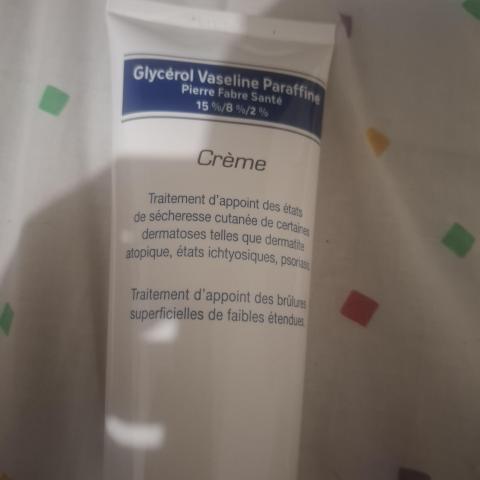 Glycérol Vaseline Paraffine
Pierre Fabre Santé
15 %/8 %/2 %
Crème
Traitement d'appoint des états
de sécheresse cutanée de certaines
dermatoses telles que dermatite
atopique, états ichtyosiques, psoriasis
Traitement d'appoint des brûlures
superficielles de faibles étendues